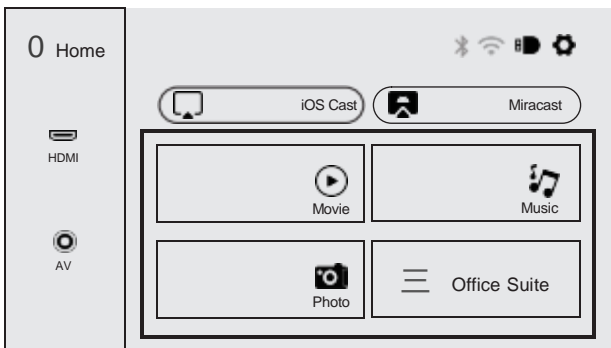 0 Home
HDMI
AV
iOS Cast
Miracast
Movie
Music
Photo
Office Suite